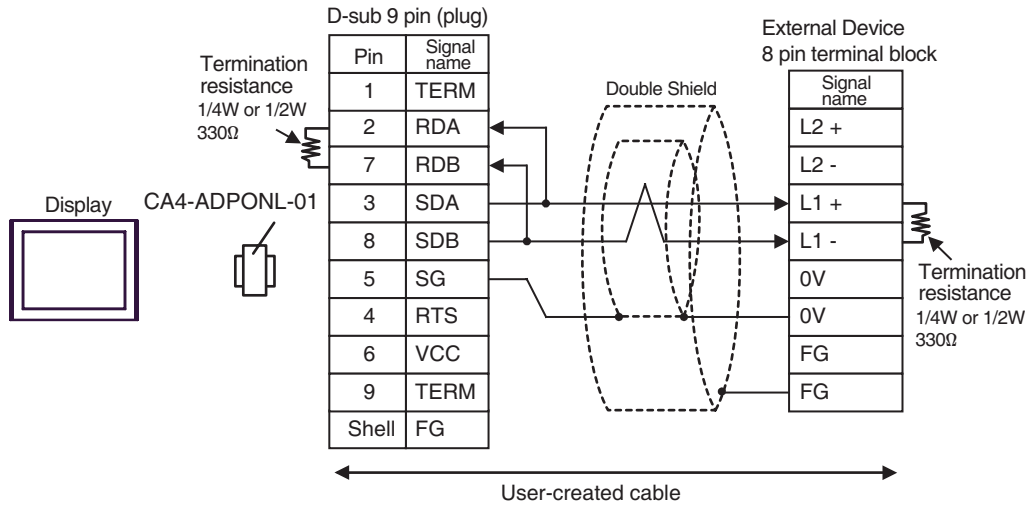 D-sub 9 pin (plug)
External Device
8 pin terminal block
Termination
resistance
1/4W or 1/2W
330Ω
Double Shield
Display
CA4-ADPONL-01
Pin Signal name
1 TERM
2 RDA
7 RDB
3 SDA
8 SDB
5 SG
4 RTS
6 VCC
9 TERM
Shell FG
Signal name
L2 +
L2 -
L1 +
L1 -
0V
0V
FG
FG
Termination
resistance
1/4W or 1/2W
330Ω
User-created cable